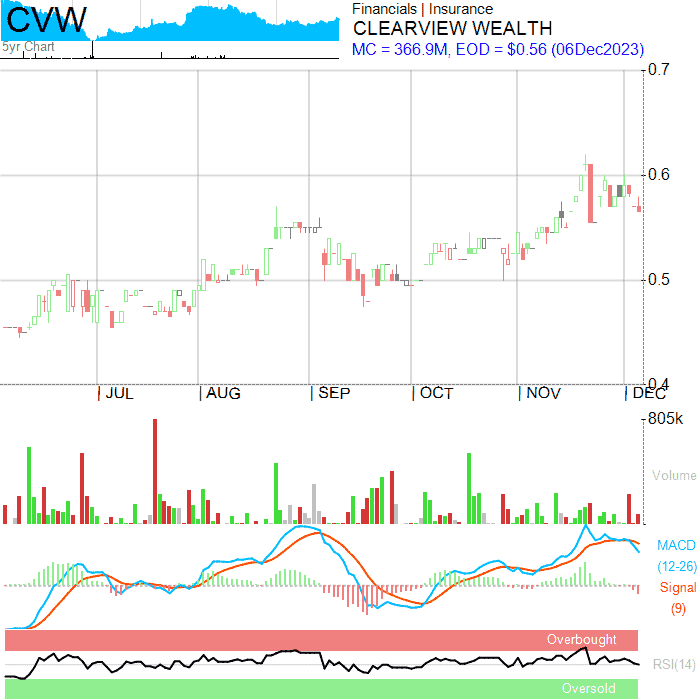 CVW
5yr Chart
Financials | Insurance
CLEARVIEW WEALTH
MC = 366.9M, EOD = $0.56 (06Dec2023)
0.7
0.6
0.5
0.4
| JUL | AUG | SEP | OCT | NOV | DEC
805k
Volume
MACD
(12-26)
Signal
(9)
Overbought
RSI(14)
Oversold